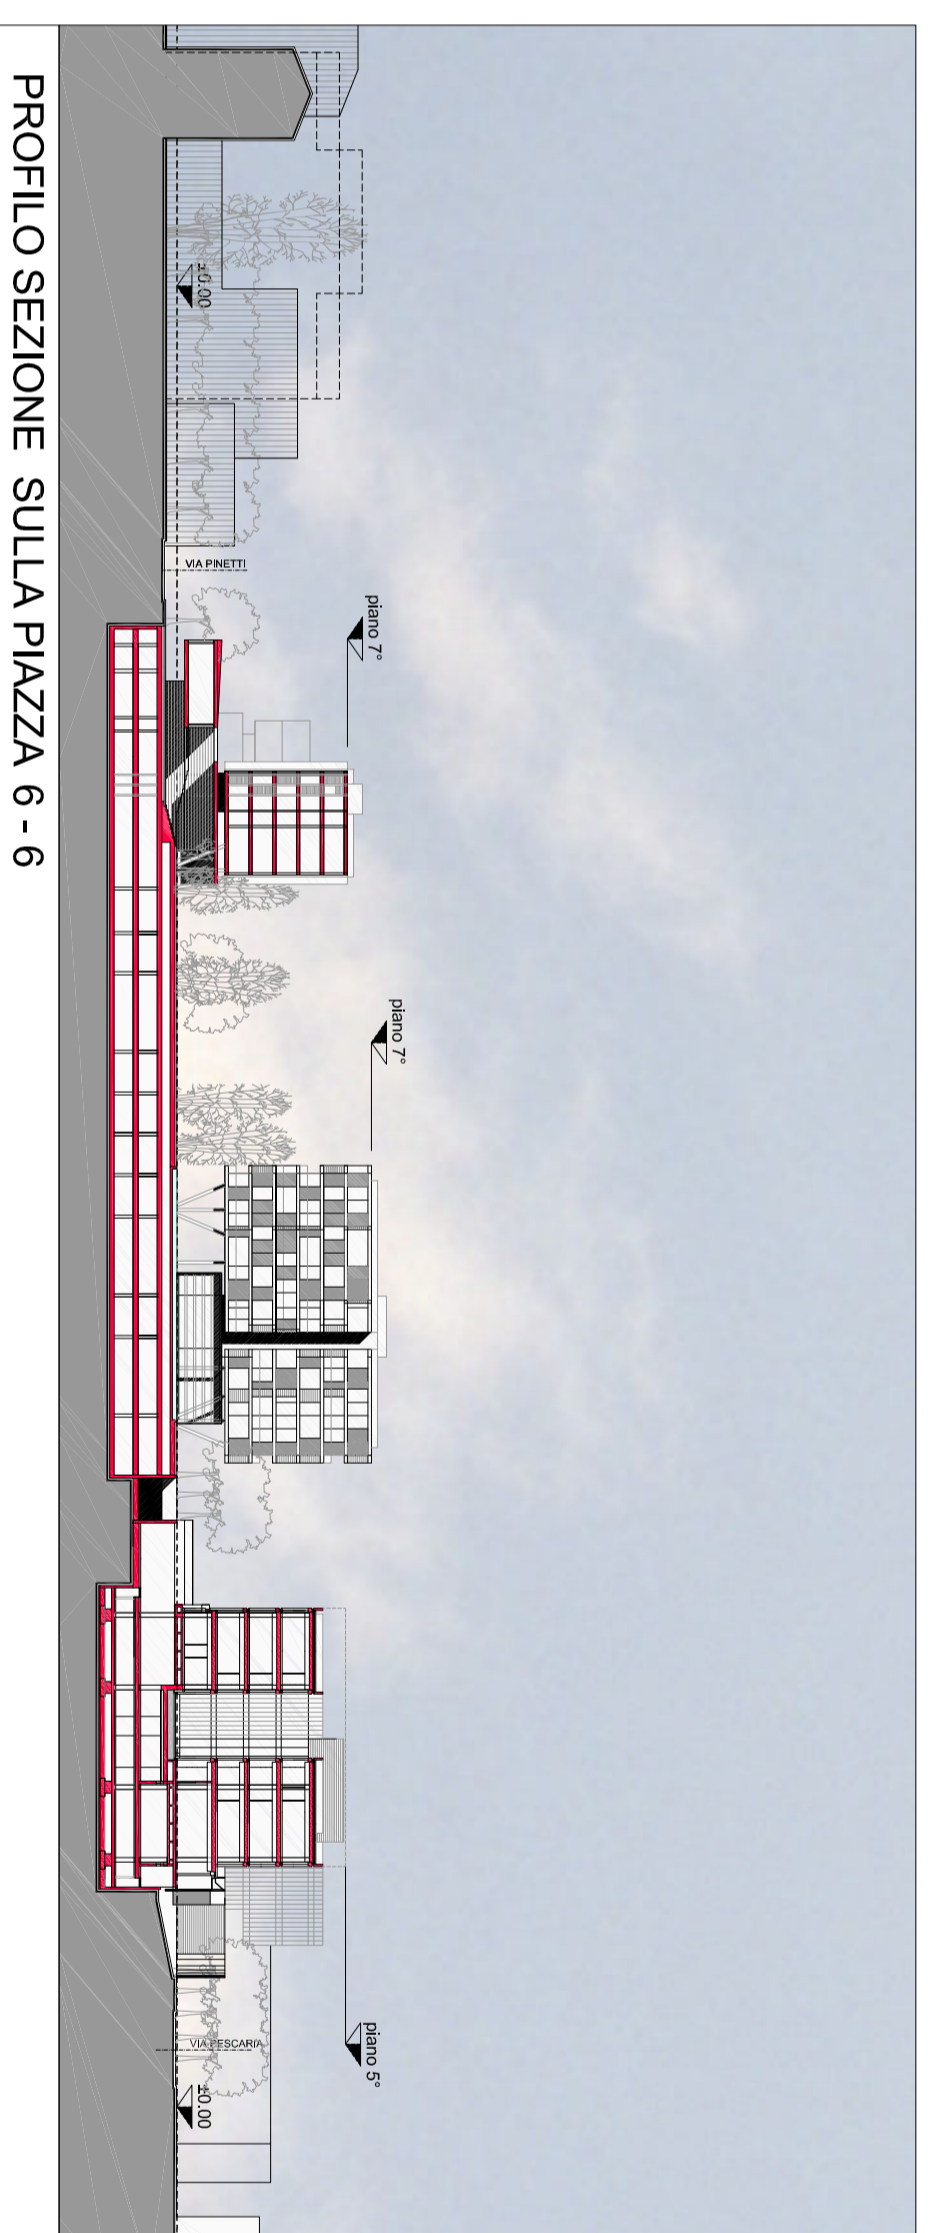 ±0.00
VIA PINETTI
piano 7°
piano 7°
piano 5°
VIA PESCARIA
±0.00
PROFILO SEZIONE SULLA PIAZZA 6 - 6